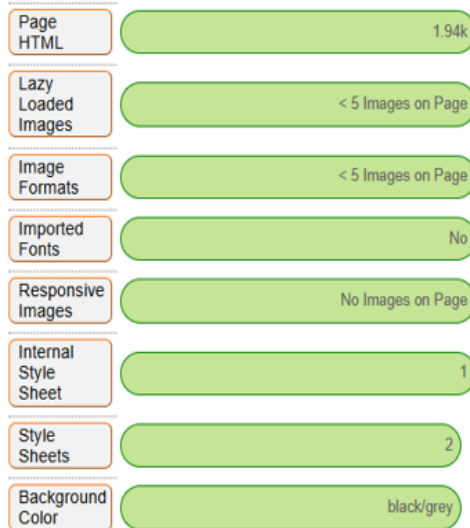 Page
HTML
1.94k
Lazy
Loaded
Images
< 5 Images on Page
Image
Formats
< 5 Images on Page
Imported
Fonts
No
Responsive
Images
No Images on Page
Internal
Style
Sheet
1
Style
Sheets
2
Background
Color
black/grey